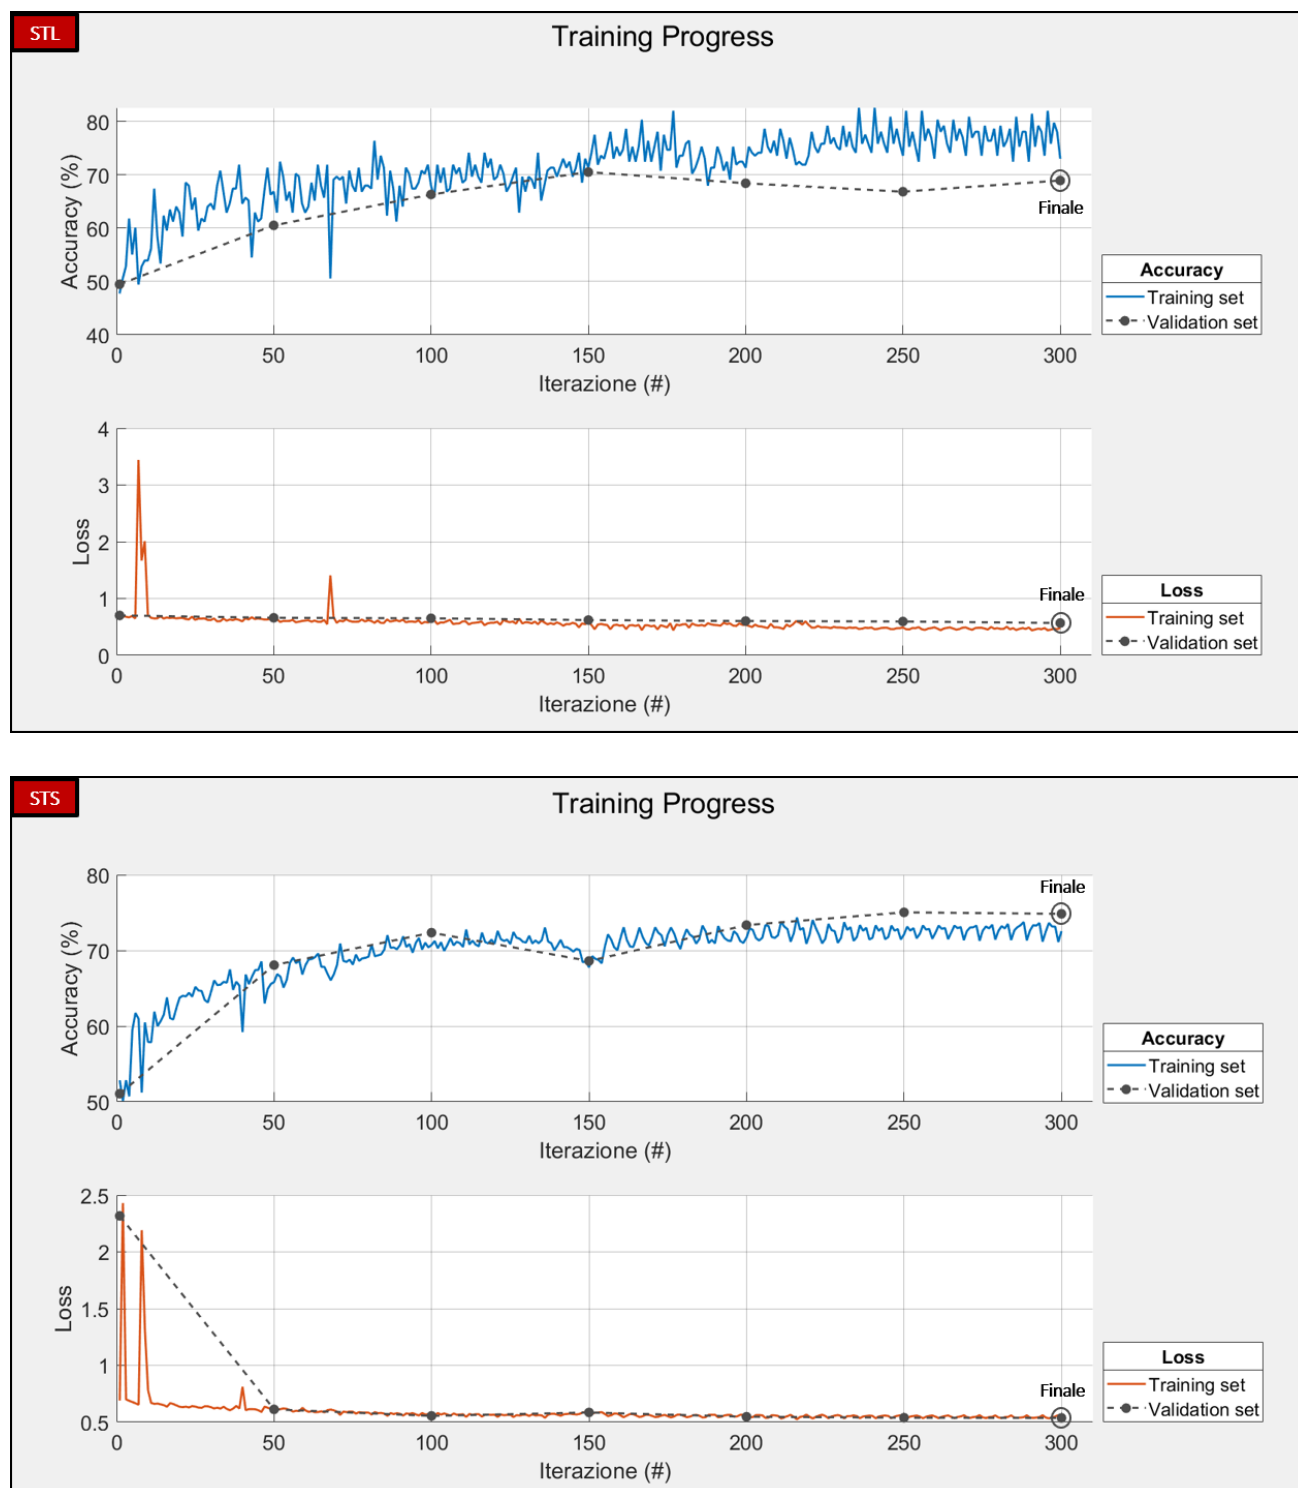 STL
Training Progress
80
70
60
50
40
Accuracy (%)
0 50 100 150 200 250 300
Iterazione (#)
Finale
Accuracy
Training set
Validation set
4
3
2
1
0
Loss
0 50 100 150 200 250 300
Iterazione (#)
Finale
Loss
Training set
Validation set
STS
Training Progress
80
70
60
50
Accuracy (%)
0 50 100 150 200 250 300
Iterazione (#)
Finale
Accuracy
Training set
Validation set
2.5
2
1.5
1
0.5
Loss
0 50 100 150 200 250 300
Iterazione (#)
Finale
Loss
Training set
Validation set